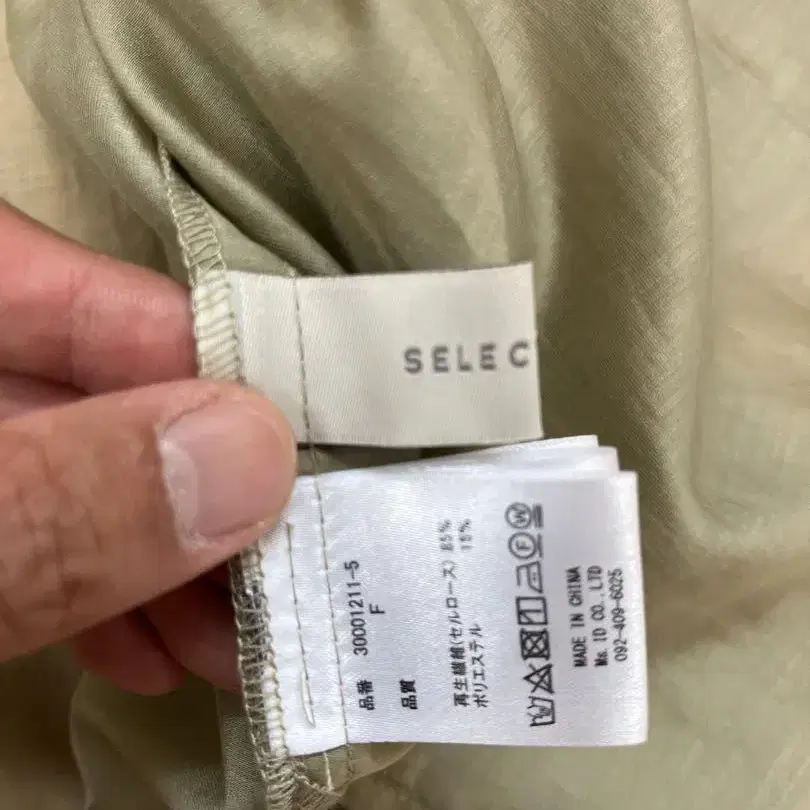 SELEC
品番 30001211-5
F
品質
再生繊維(セルロース) 85%
ポリエステル 15%
MADE IN CHINA
Ms. ID CO.,LTD
092-409-6025